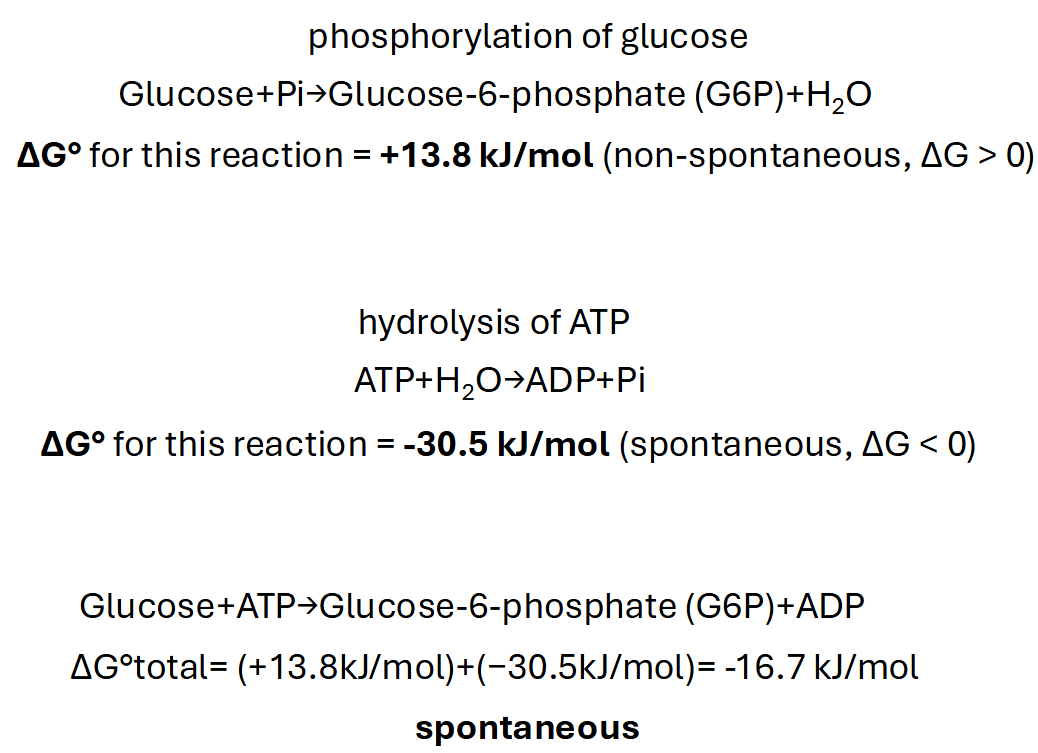 phosphorylation of glucose
Glucose+Pi→Glucose-6-phosphate (G6P)+H₂O
ΔG° for this reaction = +13.8 kJ/mol (non-spontaneous, ΔG > 0)
hydrolysis of ATP
ATP+H₂O→ADP+Pi
ΔG° for this reaction = -30.5 kJ/mol (spontaneous, ΔG < 0)
Glucose+ATP→Glucose-6-phosphate (G6P)+ADP
ΔG°total= (+13.8kJ/mol)+(−30.5kJ/mol)= -16.7 kJ/mol
spontaneous